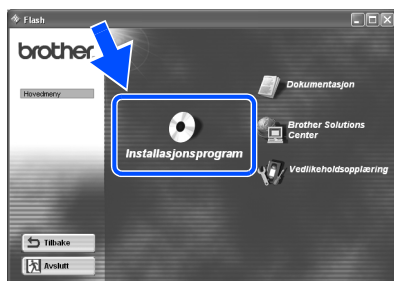 Flash
brother
Hovedmeny
Dokumentasjon
Brother Solutions
Center
Installasjonsprogram
Vedlikeholdsopplæring
Tilbake
Avslutt